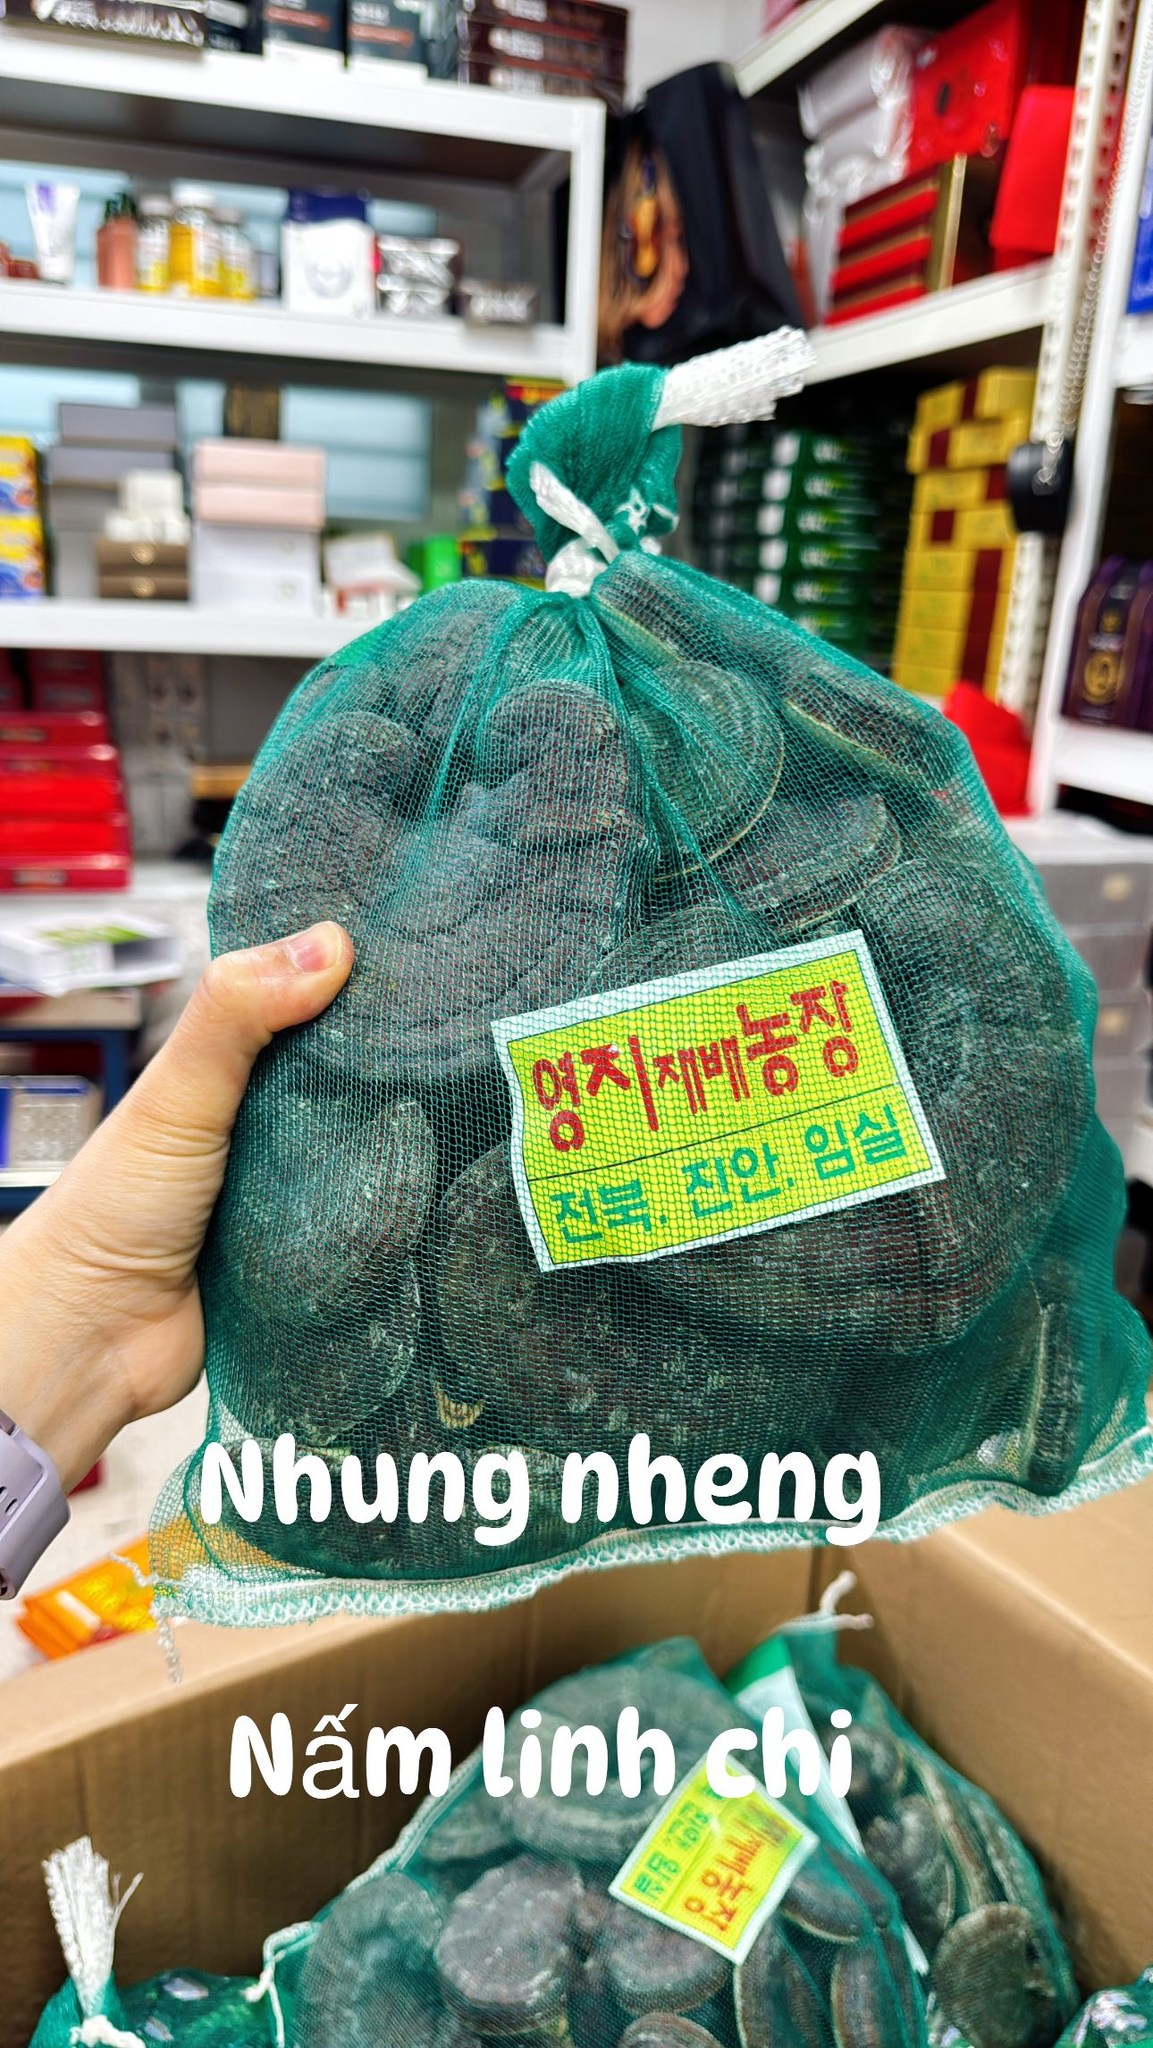 영지재배농장
전북. 진안. 임실
Nhung nheng
Nấm linh chi